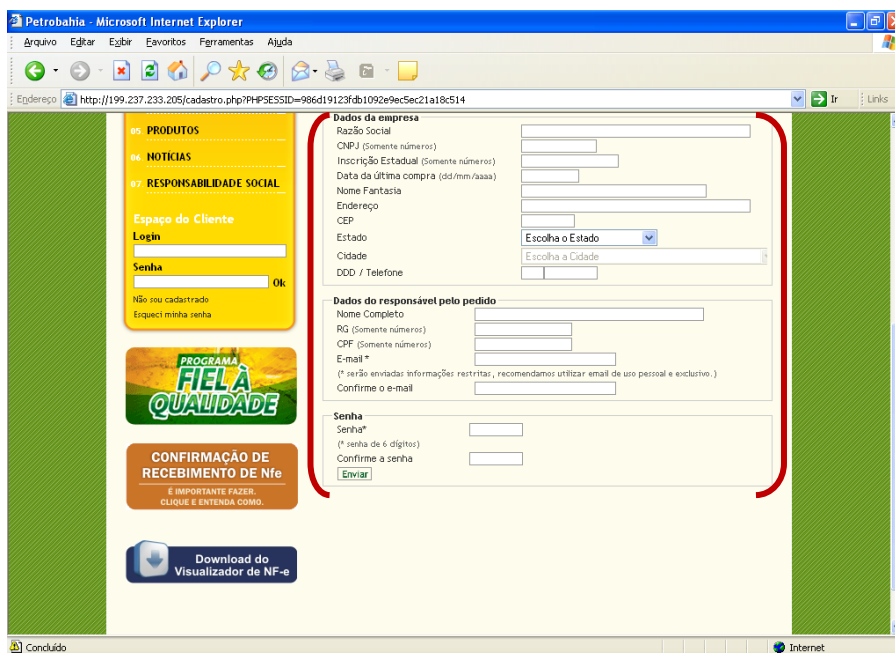 Petrobahia - Microsoft Internet Explorer
Arquivo Editar Exibir Favoritos Ferramentas Ajuda
Endereço http://199.237.233.205/cadastro.php?PHPSESSID=986d19123fdb1092e9ec5ec21a18c514 Ir Links
05 PRODUTOS
06 NOTÍCIAS
07 RESPONSABILIDADE SOCIAL
Espaço do Cliente
Login
Senha
Ok
Não sou cadastrado
Esqueci minha senha
PROGRAMA
FIEL À
QUALIDADE
CONFIRMAÇÃO DE
RECEBIMENTO DE Nfe
É IMPORTANTE FAZER.
CLIQUE E ENTENDA COMO.
Download do
Visualizador de NF-e
Dados da empresa
Razão Social
CNPJ (Somente números)
Inscrição Estadual (Somente números)
Data da última compra (dd/mm/aaaa)
Nome Fantasia
Endereço
CEP
Estado Escolha o Estado
Cidade Escolha a Cidade
DDD / Telefone
Dados do responsável pelo pedido
Nome Completo
RG (Somente números)
CPF (Somente números)
E-mail *
(* serão enviadas informações restritas, recomendamos utilizar email de uso pessoal e exclusivo.)
Confirme o e-mail
Senha
Senha*
(* senha de 6 dígitos)
Confirme a senha
Enviar
Concluído Internet